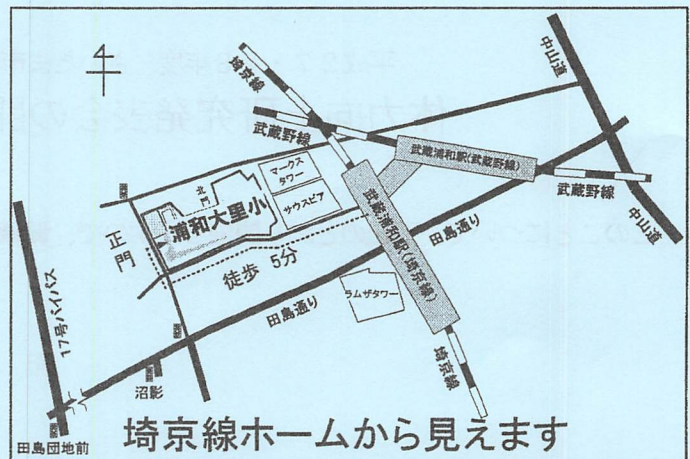 中山道
埼京線
武蔵野線
武蔵浦和駅(武蔵野線)
武蔵野線
中山道
マークス
タワー
北門
サウスピア
浦和大里小
正門
武蔵浦和駅(埼京線)
田島通り
徒歩 5分
ラムザタワー
17号バイパス
田島通り
埼京線
沼影
田島団地前
埼京線ホームから見えます